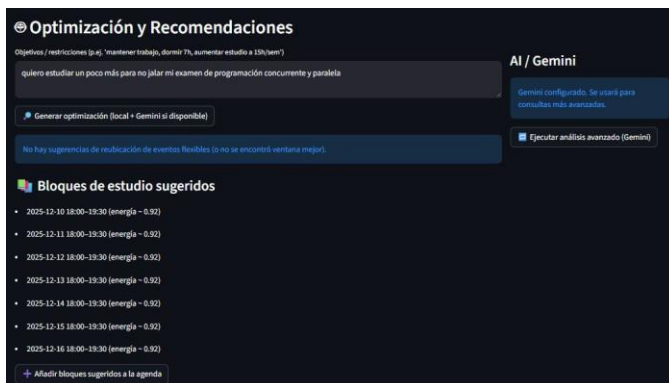 Optimización y Recomendaciones
Objetivos / restricciones (p.ej. 'mantener trabajo, dormir 7h, aumentar estudio a 15h/sem')
quiero estudiar un poco más para no jalar mi examen de programación concurrente y paralela
Generar optimización (local + Gemini si disponible)
No hay sugerencias de reubicación de eventos flexibles (o no se encontró ventana mejor).
Bloques de estudio sugeridos
• 2025-12-10 18:00–19:30 (energía ~ 0.92)
• 2025-12-11 18:00–19:30 (energía ~ 0.92)
• 2025-12-12 18:00–19:30 (energía ~ 0.92)
• 2025-12-13 18:00–19:30 (energía ~ 0.92)
• 2025-12-14 18:00–19:30 (energía ~ 0.92)
• 2025-12-15 18:00–19:30 (energía ~ 0.92)
• 2025-12-16 18:00–19:30 (energía ~ 0.92)
Añadir bloques sugeridos a la agenda
AI / Gemini
Gemini configurado. Se usará para
consultas más avanzadas.
Ejecutar análisis avanzado (Gemini)